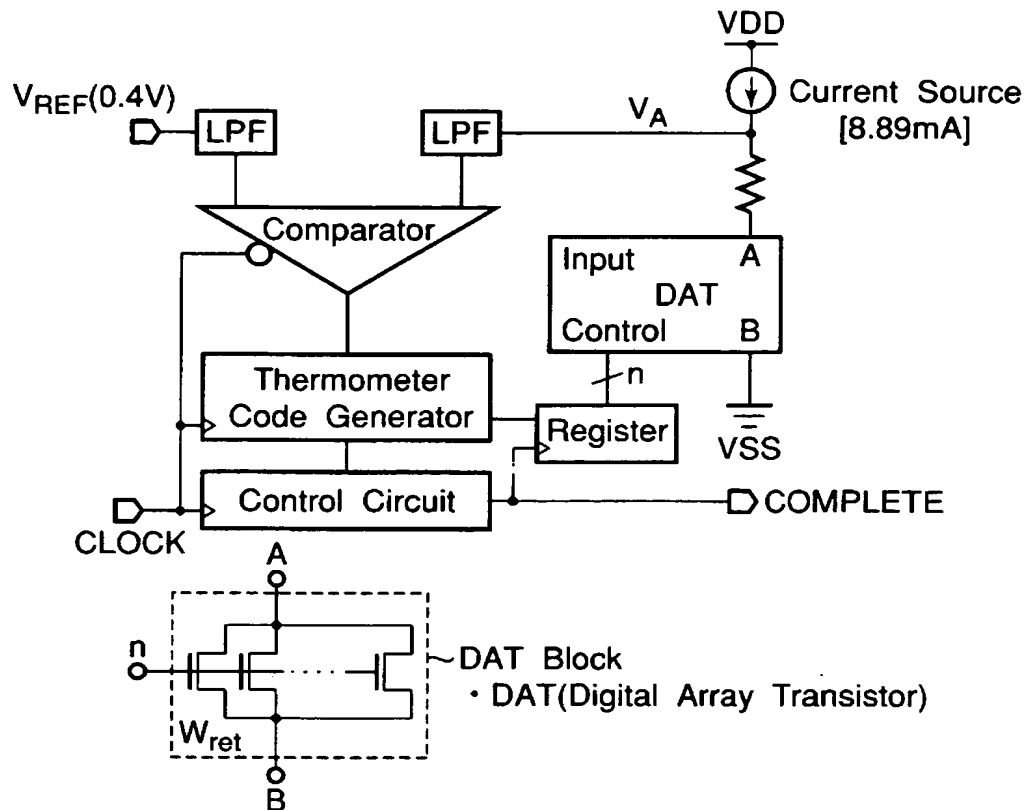 VDD
VREF(0.4V)
LPF
LPF
VA
Current Source
[8.89mA]
Comparator
Input
A
DAT
Control
B
n
Thermometer
Code Generator
Register
VSS
Control Circuit
COMPLETE
CLOCK
A
n
DAT Block
・DAT(Digital Array Transistor)
Wret
B